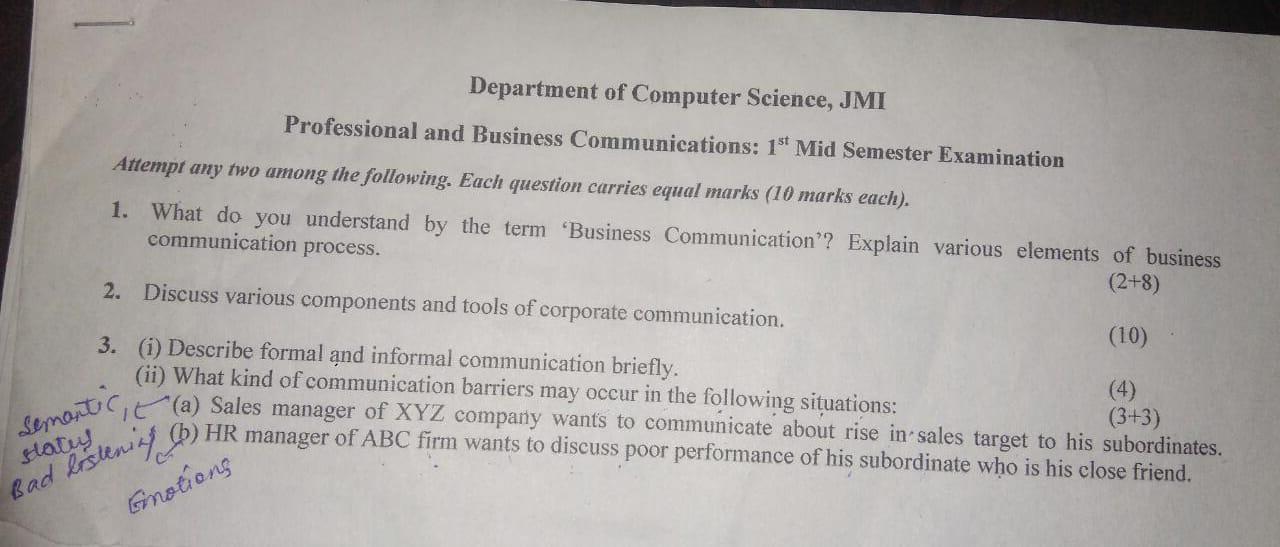 Department of Computer Science, JMI
Professional and Business Communications: 1st Mid Semester Examination
Attempt any two among the following. Each question carries equal marks (10 marks each).
1. What do you understand by the term ‘Business Communication’? Explain various elements of business
communication process. (2+8)
2. Discuss various components and tools of corporate communication. (10)
3. (i) Describe formal and informal communication briefly. (4)
(ii) What kind of communication barriers may occur in the following situations: (3+3)
(a) Sales manager of XYZ company wants to communicate about rise in sales target to his subordinates.
(b) HR manager of ABC firm wants to discuss poor performance of his subordinate who is his close friend.
Semantic,
status
Bad listening
Emotions